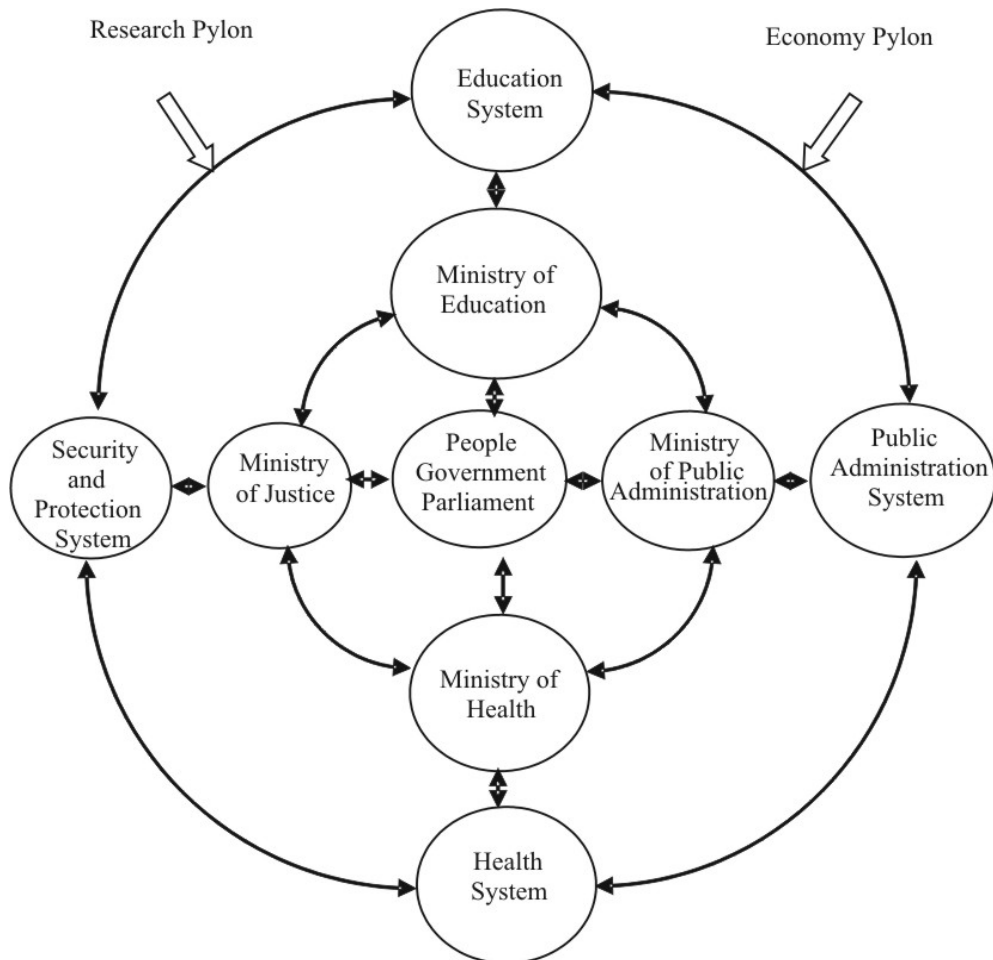 Research Pylon
Economy Pylon
Education
System
Ministry of
Education
Security
and
Protection
System
Ministry
of Justice
People
Government
Parliament
Ministry
of Public
Administration
Public
Administration
System
Ministry of
Health
Health
System